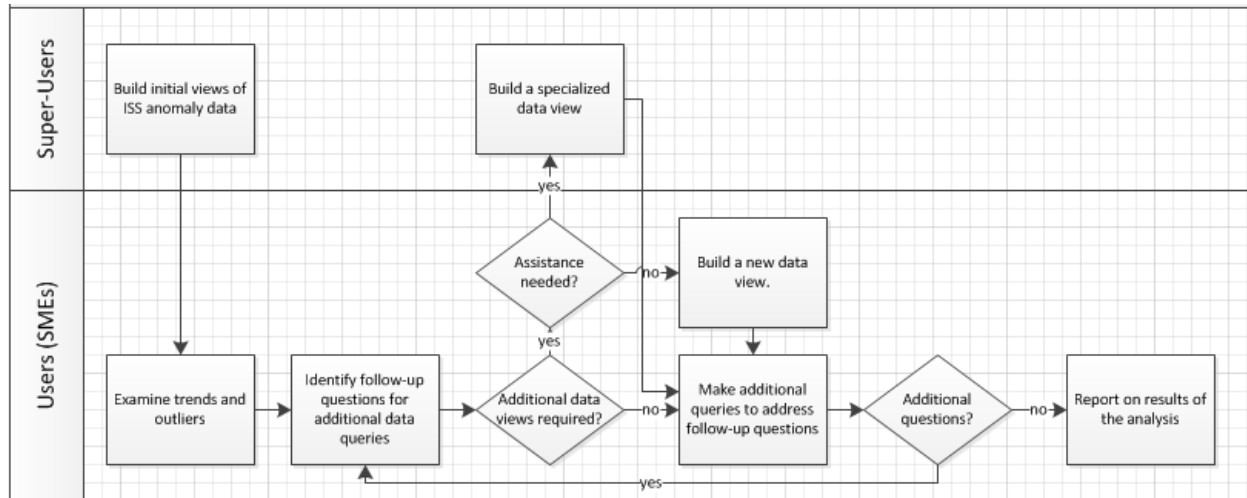 Super-Users
Build initial views of
ISS anomaly data
Build a specialized
data view
yes
Users (SMEs)
Assistance
needed?
no
Build a new data
view.
yes
Examine trends and
outliers
Identify follow-up
questions for
additional data
queries
Additional data
views required?
no
Make additional
queries to address
follow-up questions
Additional
questions?
no
Report on results of
the analysis
yes